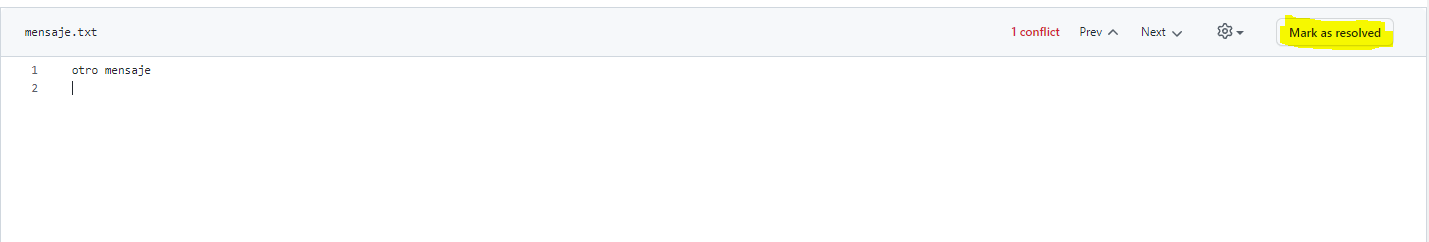 mensaje.txt 1 conflict Prev Next Mark as resolved
1 otro mensaje
2